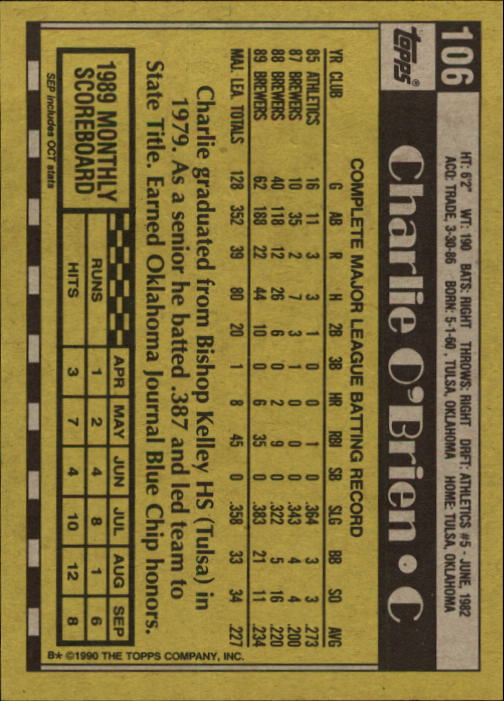 106
HT: 6'2" WT: 190 BATS: RIGHT THROWS: RIGHT DRFT: ATHLETICS #5 - JUNE, 1982
ACQ: TRADE, 3-30-86 BORN: 5-1-60, TULSA, OKLAHOMA HOME: TULSA, OKLAHOMA
topps®
Charlie O'Brien • C
COMPLETE MAJOR LEAGUE BATTING RECORD
YR CLUB G AB R H 2B 3B HR RBI SB SLG BB SO AVG
85 ATHLETICS 16 11 3 3 1 0 0 1 0 .364 3 3 .273
87 BREWERS 10 35 2 7 3 1 0 0 0 .343 4 4 .200
88 BREWERS 40 118 12 26 6 0 2 9 0 .322 5 16 .220
89 BREWERS 62 188 22 44 10 0 6 35 0 .383 21 11 .234
MAJ. LEA. TOTALS 128 352 39 80 20 1 8 45 0 .358 33 34 .227
Charlie graduated from Bishop Kelley HS (Tulsa) in
1979. As a senior he batted .387 and led team to
State Title. Earned Oklahoma Journal Blue Chip honors.
1989 MONTHLY
SCOREBOARD
SEP includes OCT stats
APR MAY JUN JUL AUG SEP
RUNS 1 2 4 8 1 6
HITS 3 7 4 10 12 8
B* ©1990 THE TOPPS COMPANY, INC.